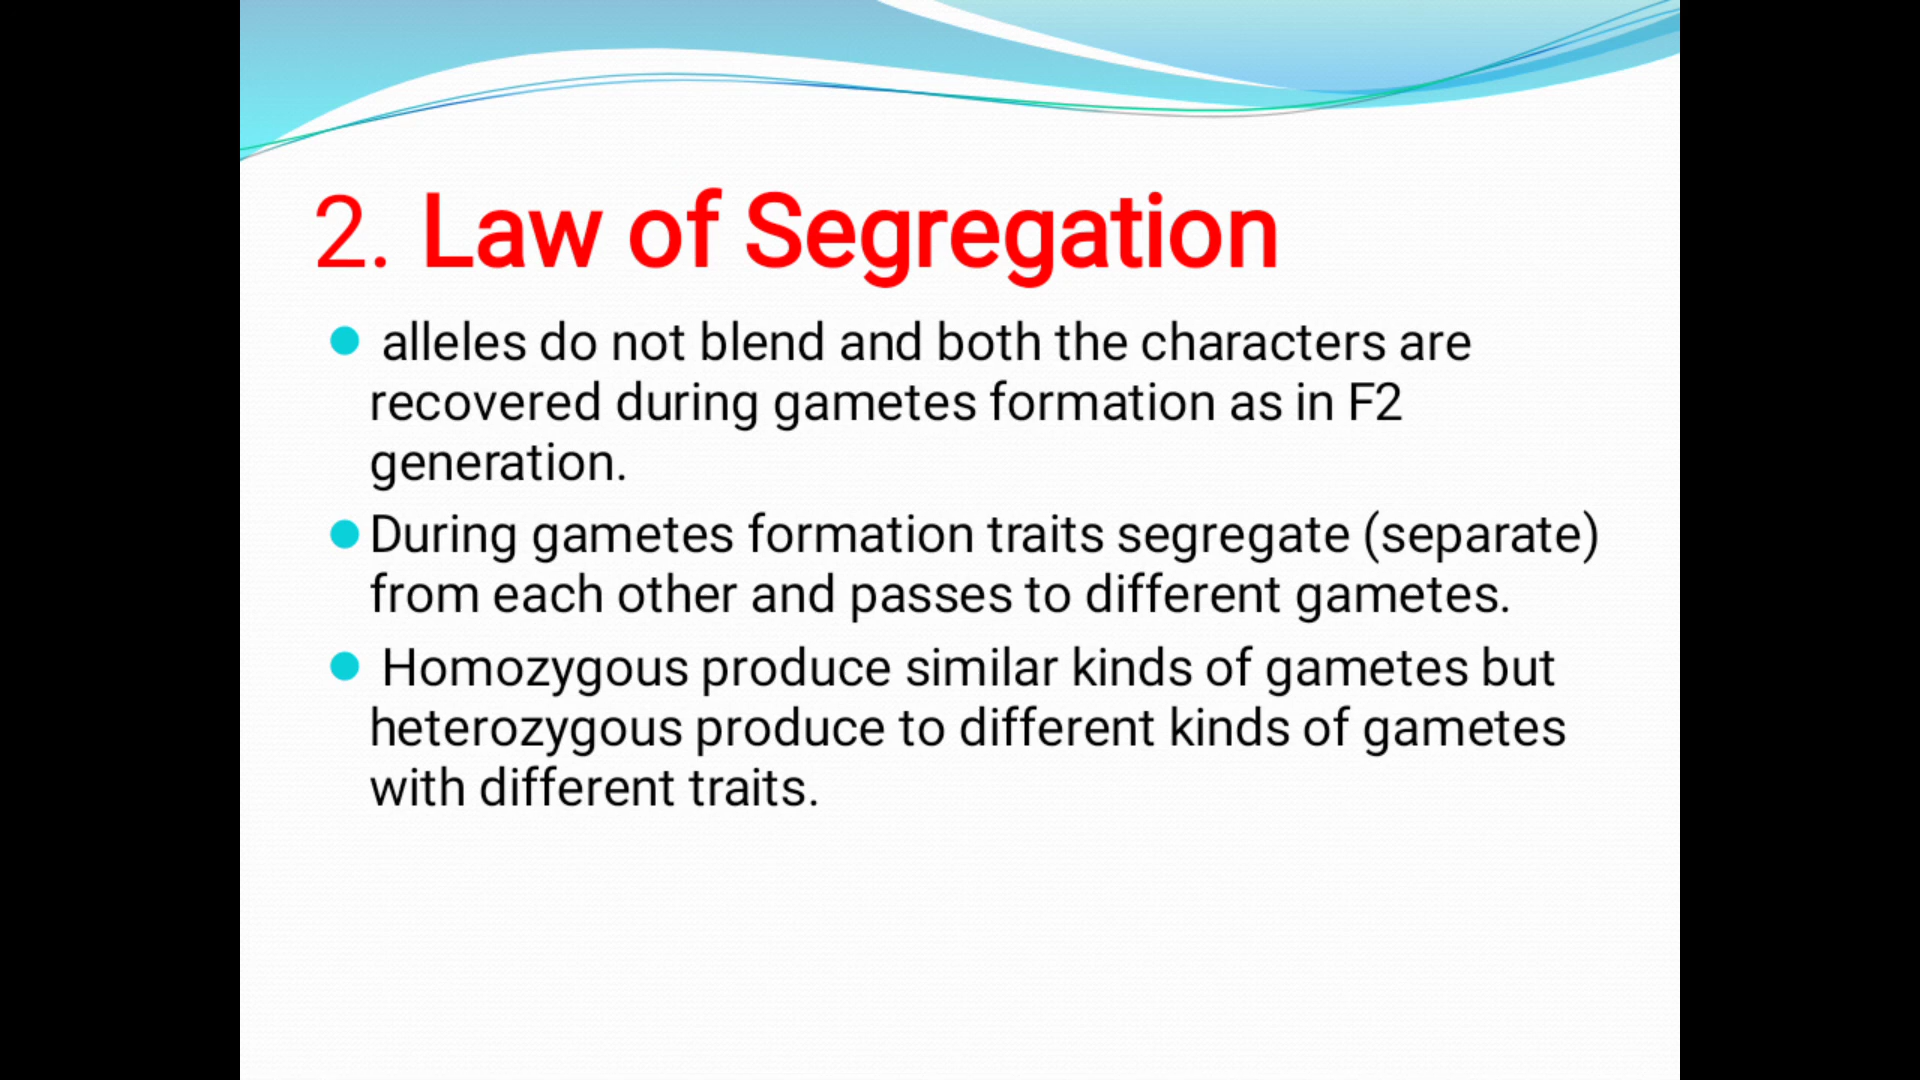 2. Law of Segregation
alleles do not blend and both the characters are
recovered during gametes formation as in F2
generation.
During gametes formation traits segregate (separate)
from each other and passes to different gametes.
Homozygous produce similar kinds of gametes but
heterozygous produce to different kinds of gametes
with different traits.